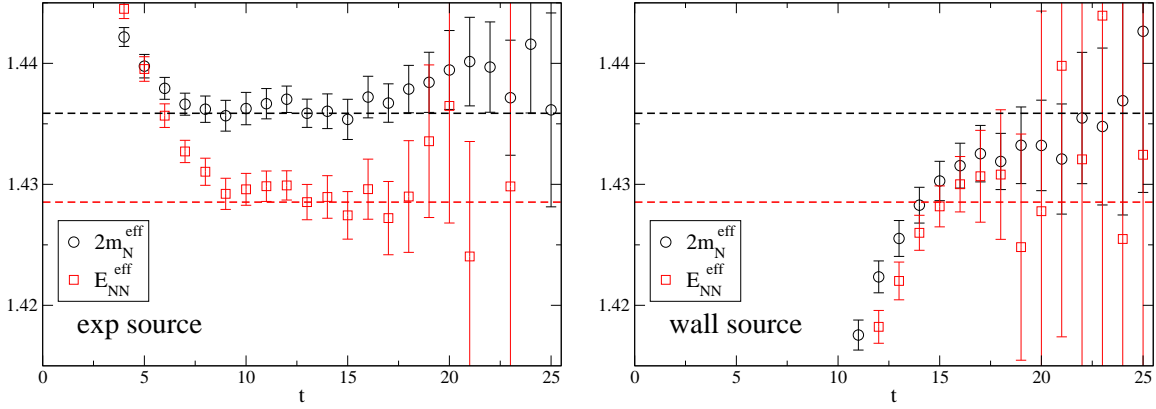 1.44
1.43
1.42
2m_N^eff
E_NN^eff
exp source
0 5 10 15 20 25
t
1.44
1.43
1.42
2m_N^eff
E_NN^eff
wall source
0 5 10 15 20 25
t